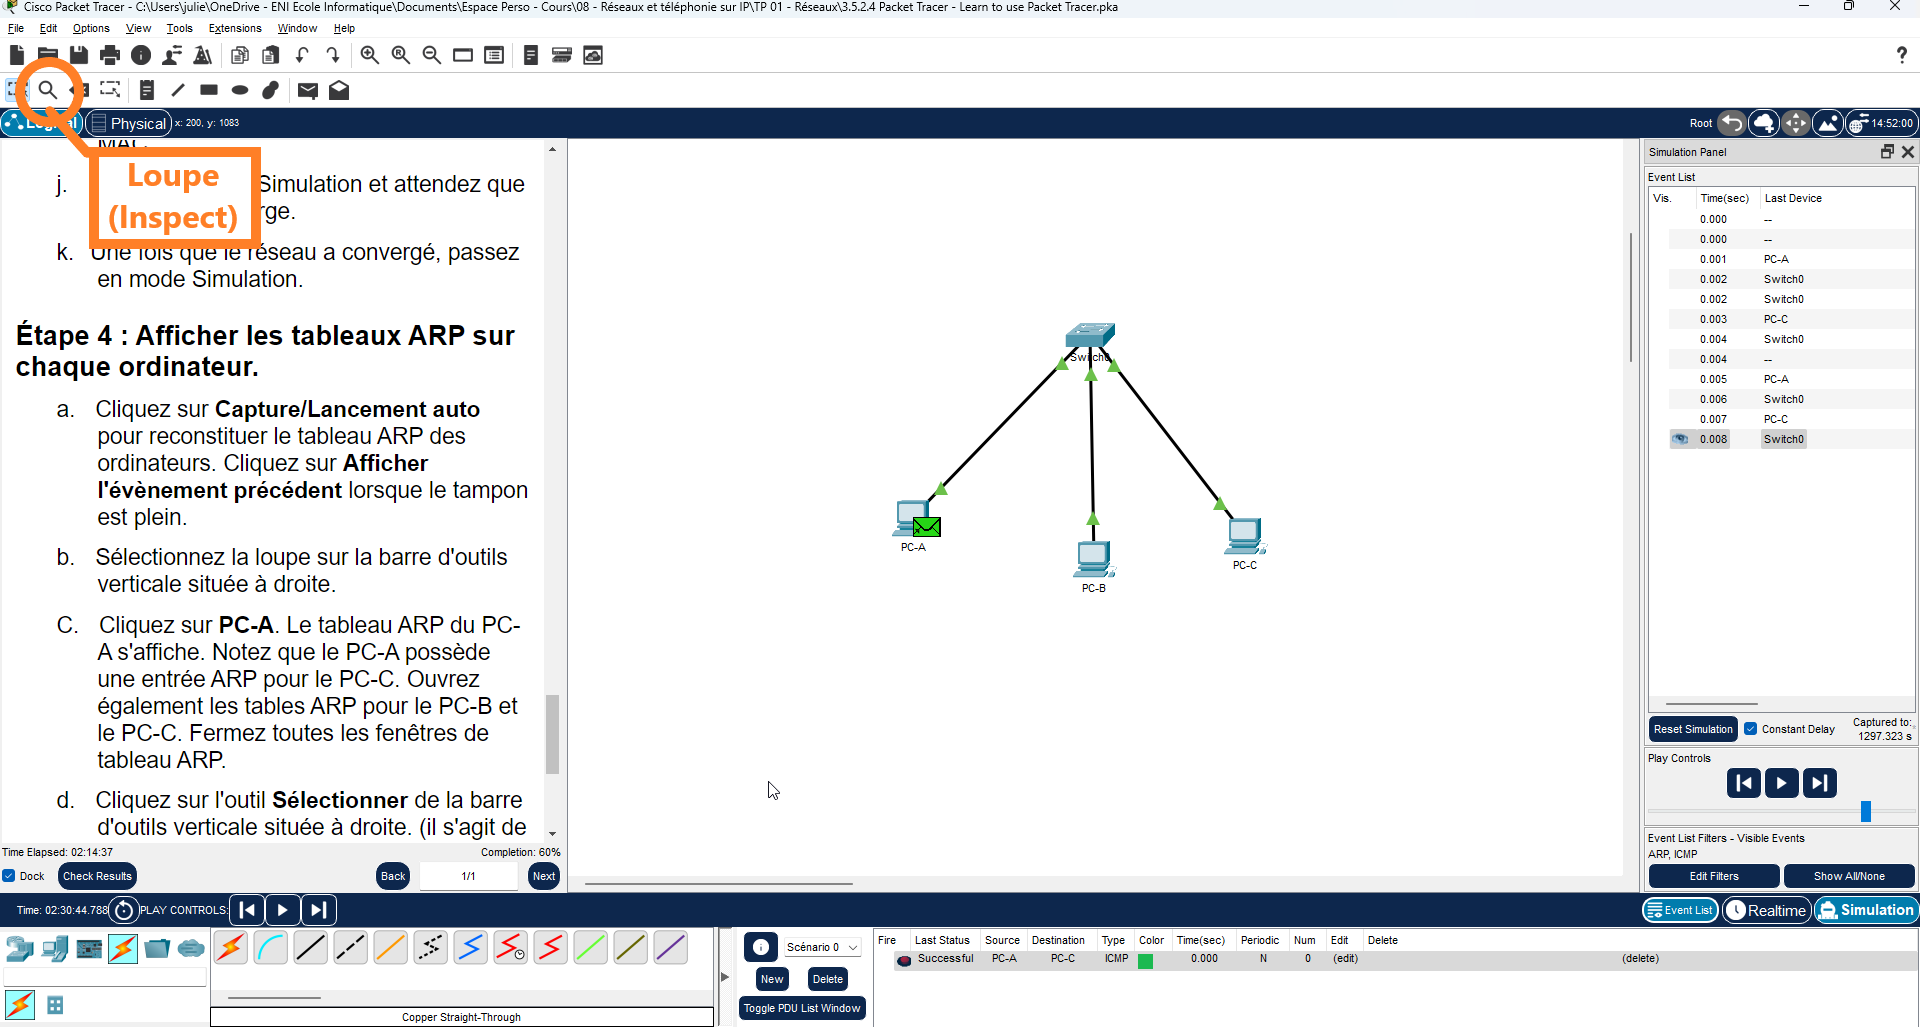 Cisco Packet Tracer - C:\Users\julie\OneDrive - ENI Ecole Informatique\Documents\Espace Perso - Cours\08 - Réseaux et téléphonie sur IP\TP 01 - Réseaux\3.5.2.4 Packet Tracer - Learn to use Packet Tracer.pka
File Edit Options View Tools Extensions Window Help
Physical x: 200, y: 1083
Root 14:52:00
Loupe
(Inspect)
j. Simulation et attendez que
rge.
k. Une fois que le réseau a convergé, passez
en mode Simulation.
Étape 4 : Afficher les tableaux ARP sur
chaque ordinateur.
a. Cliquez sur Capture/Lancement auto
pour reconstituer le tableau ARP des
ordinateurs. Cliquez sur Afficher
l'évènement précédent lorsque le tampon
est plein.
b. Sélectionnez la loupe sur la barre d'outils
verticale située à droite.
C. Cliquez sur PC-A. Le tableau ARP du PC-
A s'affiche. Notez que le PC-A possède
une entrée ARP pour le PC-C. Ouvrez
également les tables ARP pour le PC-B et
le PC-C. Fermez toutes les fenêtres de
tableau ARP.
d. Cliquez sur l'outil Sélectionner de la barre
d'outils verticale située à droite. (il s'agit de
Time Elapsed: 02:14:37 Completion: 60%
Dock Check Results Back 1/1 Next
Switch0
PC-A
PC-B
PC-C
Simulation Panel
Event List
Vis. Time(sec) Last Device
0.000 --
0.000 --
0.001 PC-A
0.002 Switch0
0.002 Switch0
0.003 PC-C
0.004 Switch0
0.004 --
0.005 PC-A
0.006 Switch0
0.007 PC-C
0.008 Switch0
Reset Simulation Constant Delay Captured to:
1297.323 s
Play Controls
Event List Filters - Visible Events
ARP, ICMP
Edit Filters Show All/None
Time: 02:30:44.788 PLAY CONTROLS:
Event List Realtime Simulation
Copper Straight-Through
Scénario 0
New Delete
Toggle PDU List Window
Fire Last Status Source Destination Type Color Time(sec) Periodic Num Edit Delete
Successful PC-A PC-C ICMP 0.000 N 0 (edit) (delete)